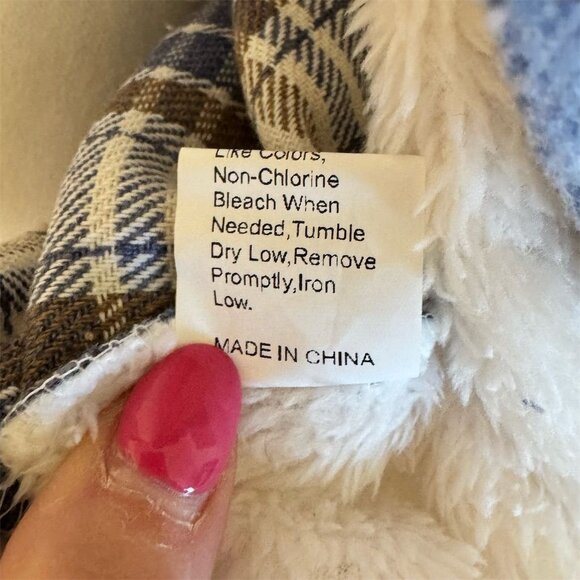 Like Colors,
Non-Chlorine
Bleach When
Needed,Tumble
Dry Low,Remove
Promptly,Iron
Low.
MADE IN CHINA